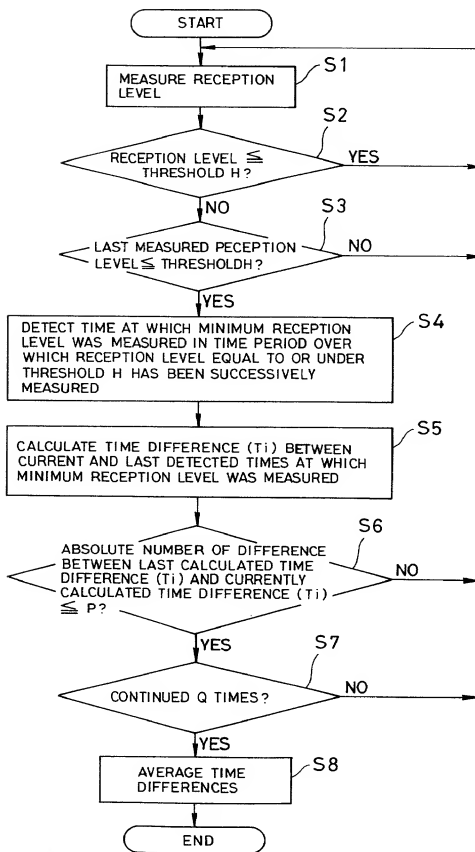 START
S1
MEASURE RECEPTION
LEVEL
S2
RECEPTION LEVEL ≦
THRESHOLD H?
YES
NO
S3
LAST MEASURED PECEPTION
LEVEL≦ THRESHOLDH?
NO
YES
S4
DETECT TIME AT WHICH MINIMUM RECEPTION
LEVEL WAS MEASURED IN TIME PERIOD OVER
WHICH RECEPTION LEVEL EQUAL TO OR UNDER
THRESHOLD H HAS BEEN SUCCESSIVELY
MEASURED
S5
CALCULATE TIME DIFFERENCE (Ti) BETWEEN
CURRENT AND LAST DETECTED TIMES AT WHICH
MINIMUM RECEPTION LEVEL WAS MEASURED
S6
ABSOLUTE NUMBER OF DIFFERENCE
BETWEEN LAST CALCULATED TIME
DIFFERENCE (Ti) AND CURRENTLY
CALCULATED TIME DIFFERENCE (Ti)
≦ P?
NO
YES
S7
CONTINUED Q TIMES?
NO
YES
S8
AVERAGE TIME
DIFFERENCES
END